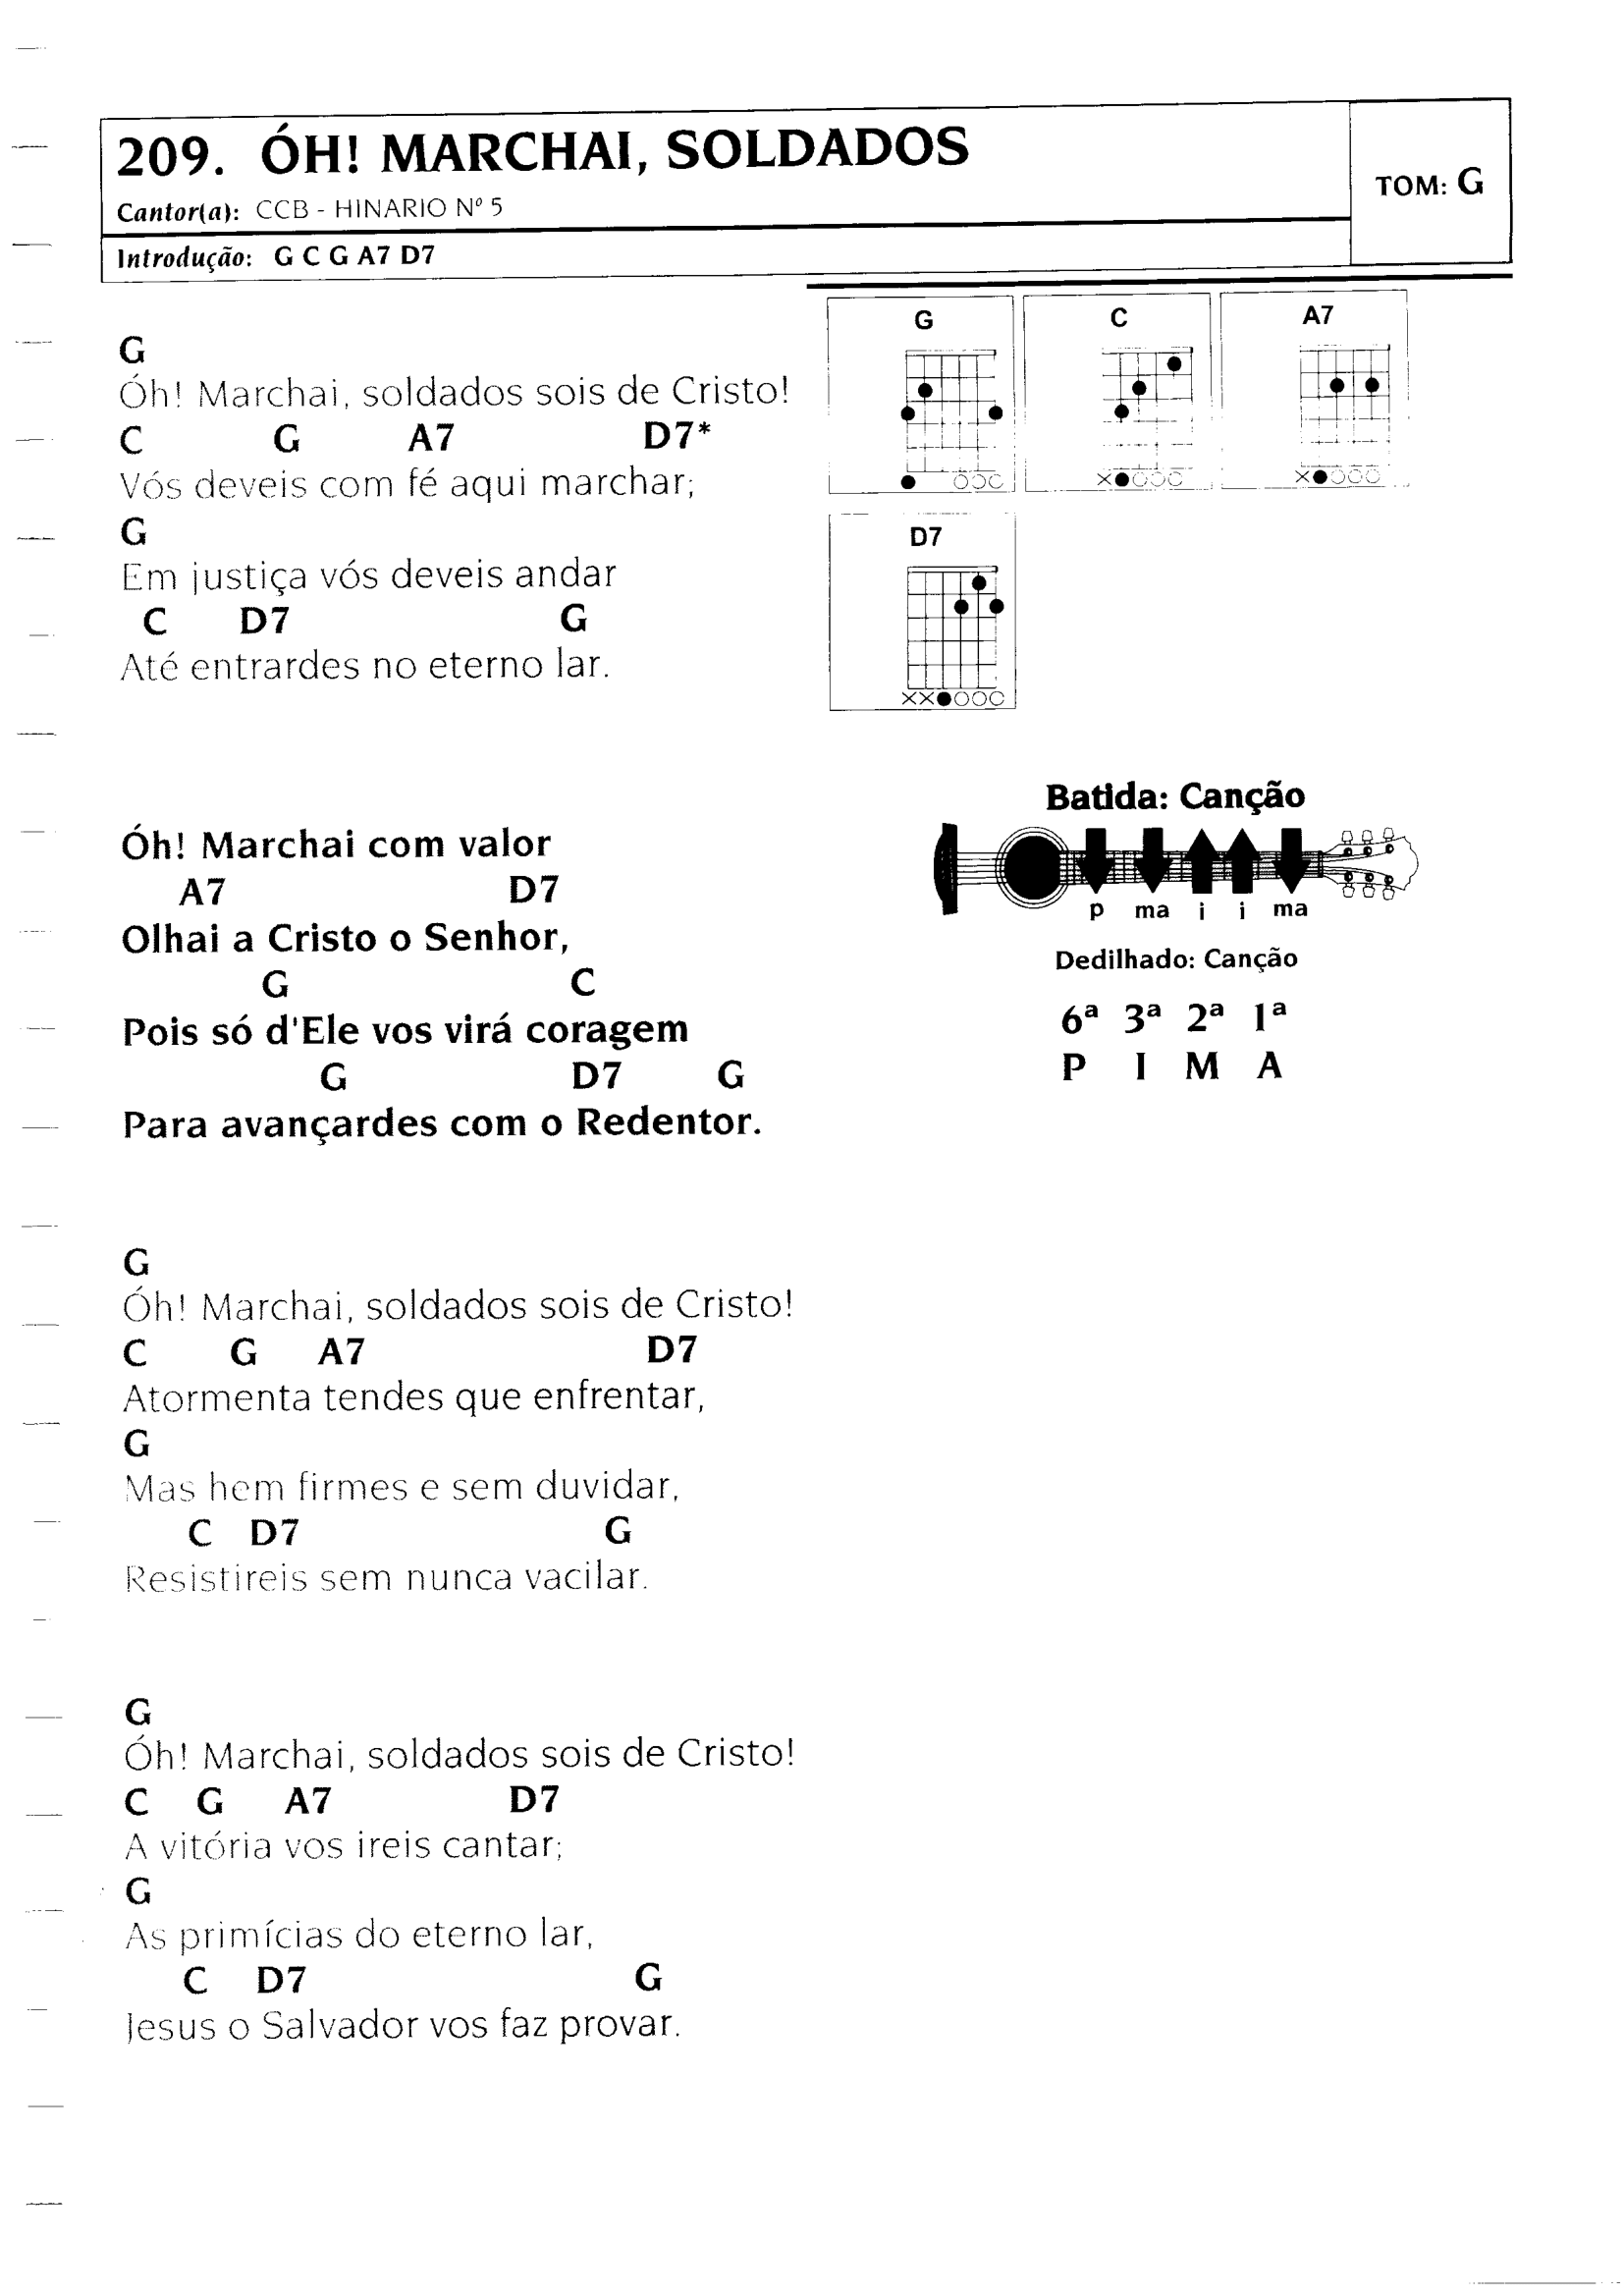 209. ÓH! MARCHAI, SOLDADOS
TOM: G
Cantor(a): CCB - HINARIO Nº 5
Introdução: G C G A7 D7
G
Óh! Marchai, soldados sois de Cristo!
C G A7 D7*
Vós deveis com fé aqui marchar;
G
Em justiça vós deveis andar
C D7 G
Até entrardes no eterno lar.
G C A7
D7
Óh! Marchai com valor
A7 D7
Olhai a Cristo o Senhor,
G C
Pois só d'Ele vos virá coragem
G D7 G
Para avançardes com o Redentor.
Batida: Canção
p ma i i ma
Dedilhado: Canção
6ª 3ª 2ª 1ª
P I M A
G
Óh! Marchai, soldados sois de Cristo!
C G A7 D7
Atormenta tendes que enfrentar,
G
Mas hem firmes e sem duvidar,
C D7 G
Resistireis sem nunca vacilar.
G
Óh! Marchai, soldados sois de Cristo!
C G A7 D7
A vitória vos ireis cantar;
G
As primícias do eterno lar,
C D7 G
Jesus o Salvador vos faz provar.